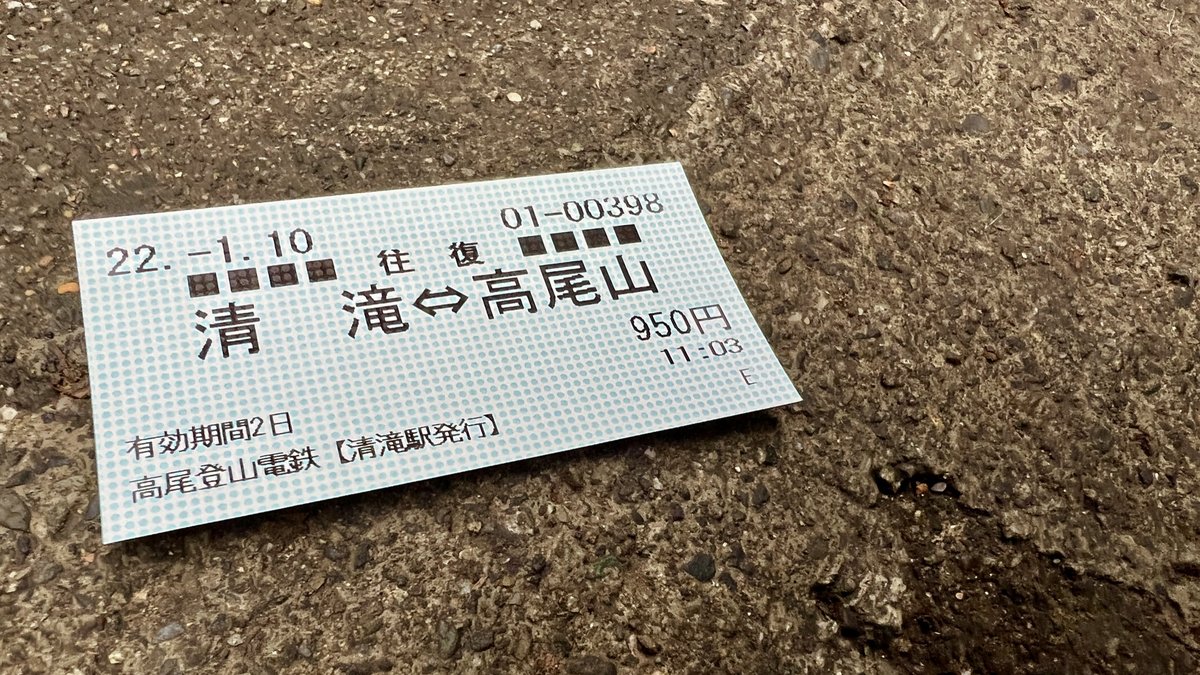 22.-1.10 01-00398
■■■■ 往復 ■■■■
清滝⇔高尾山
950円
11:03
E
有効期間2日
高尾登山電鉄【清滝駅発行】